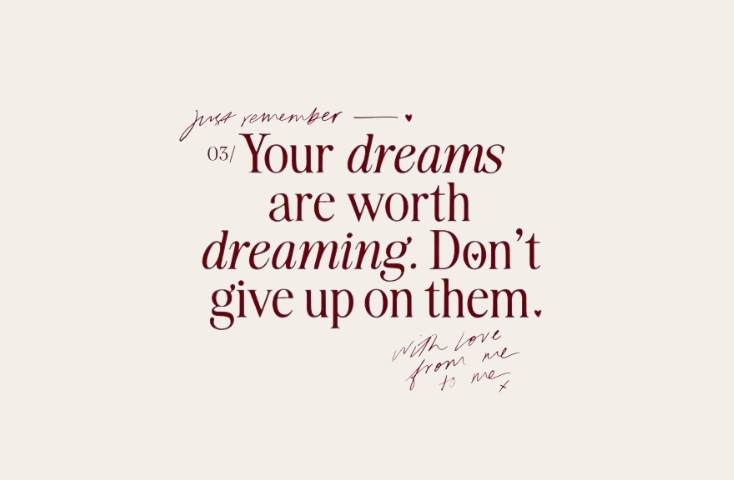 just remember
03/ Your dreams
are worth
dreaming. Don't
give up on them.
with love
from me
to me x